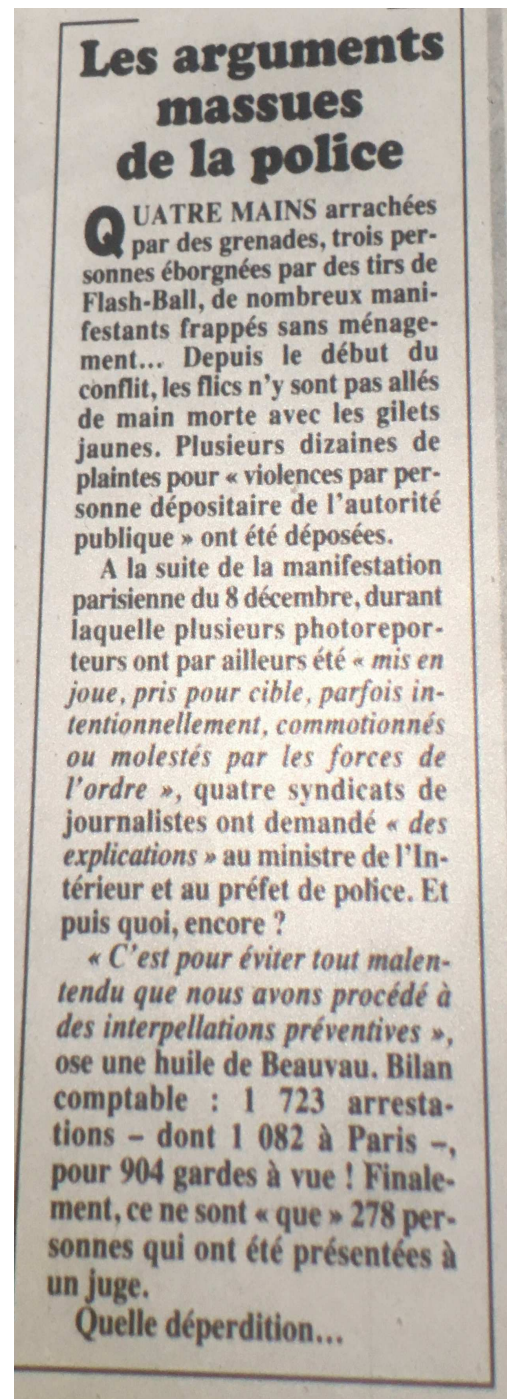 Les arguments
massues
de la police
QUATRE MAINS arrachées
par des grenades, trois per-
sonnes éborgnées par des tirs de
Flash-Ball, de nombreux mani-
festants frappés sans ménage-
ment... Depuis le début du
conflit, les flics n'y sont pas allés
de main morte avec les gilets
jaunes. Plusieurs dizaines de
plaintes pour « violences par per-
sonne dépositaire de l'autorité
publique » ont été déposées.
A la suite de la manifestation
parisienne du 8 décembre, durant
laquelle plusieurs photorepor-
teurs ont par ailleurs été « mis en
joue, pris pour cible, parfois in-
tentionnellement, commotionnés
ou molestés par les forces de
l'ordre », quatre syndicats de
journalistes ont demandé « des
explications » au ministre de l'In-
térieur et au préfet de police. Et
puis quoi, encore ?
« C'est pour éviter tout malen-
tendu que nous avons procédé à
des interpellations préventives »,
ose une huile de Beauvau. Bilan
comptable : 1 723 arresta-
tions – dont 1 082 à Paris –,
pour 904 gardes à vue ! Finale-
ment, ce ne sont « que » 278 per-
sonnes qui ont été présentées à
un juge.
Quelle déperdition...